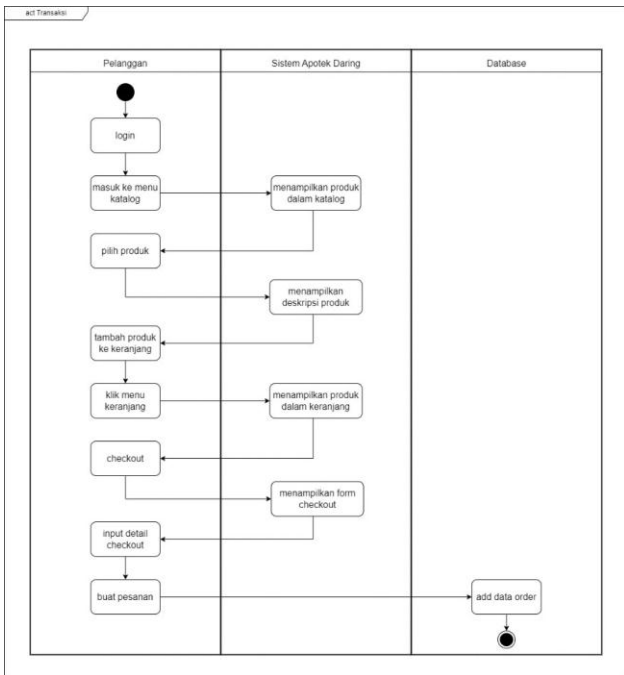 act Transaksi
Pelanggan
Sistem Apotek Daring
Database
login
masuk ke menu
katalog
menampilkan produk
dalam katalog
pilih produk
menampilkan
deskripsi produk
tambah produk
ke keranjang
klik menu
keranjang
menampilkan produk
dalam keranjang
checkout
menampilkan form
checkout
input detail
checkout
buat pesanan
add data order